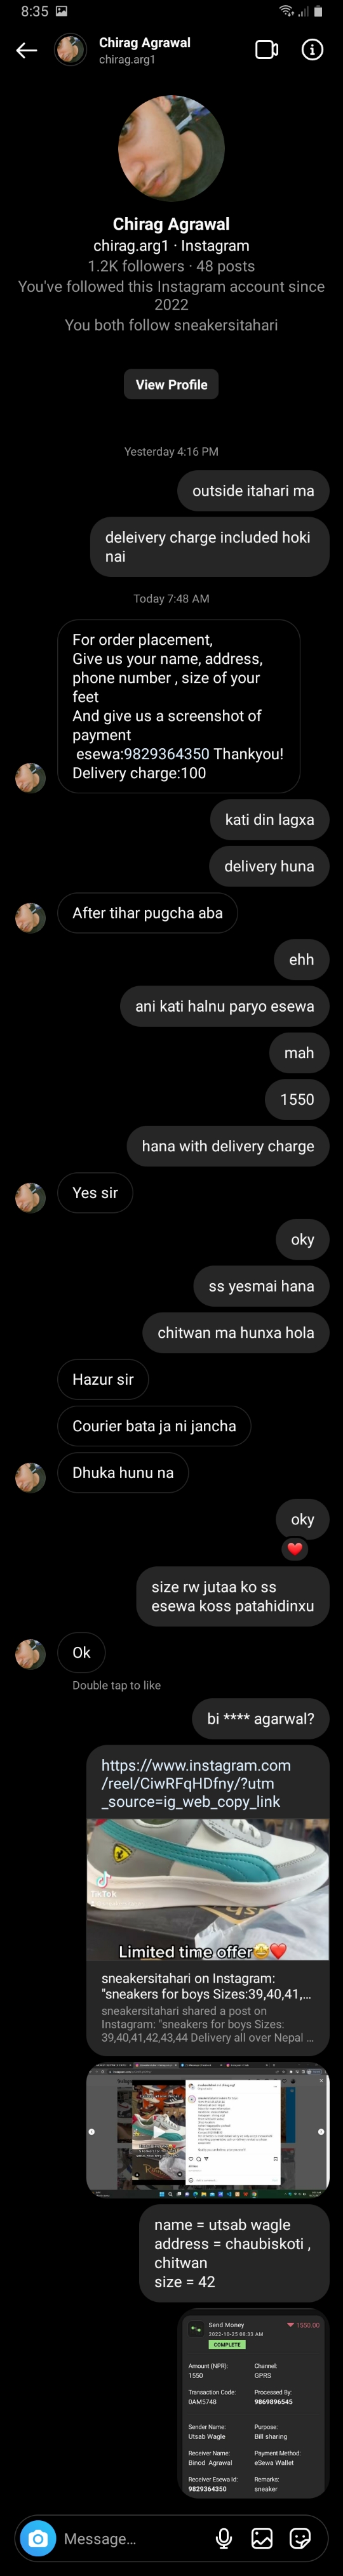 8:35
Chirag Agrawal
chirag.arg1
Chirag Agrawal
chirag.arg1 · Instagram
1.2K followers · 48 posts
You've followed this Instagram account since
2022
You both follow sneakersitahari
View Profile
Yesterday 4:16 PM
outside itahari ma
deleivery charge included hoki
nai
Today 7:48 AM
For order placement,
Give us your name, address,
phone number , size of your
feet
And give us a screenshot of
payment
esewa:9829364350 Thankyou!
Delivery charge:100
kati din lagxa
delivery huna
After tihar pugcha aba
ehh
ani kati halnu paryo esewa
mah
1550
hana with delivery charge
Yes sir
oky
ss yesmai hana
chitwan ma hunxa hola
Hazur sir
Courier bata ja ni jancha
Dhuka hunu na
oky
size rw jutaa ko ss
esewa koss patahidinxu
Ok
Double tap to like
bi **** agarwal?
https://www.instagram.com
/reel/CiwRFqHDfny/?utm
_source=ig_web_copy_link
TikTok
Limited time offer🤩❤️
sneakersitahari on Instagram:
"sneakers for boys Sizes:39,40,41,...
sneakersitahari shared a post on
Instagram: "sneakers for boys Sizes:
39,40,41,42,43,44 Delivery all over Nepal ...
name = utsab wagle
address = chaubiskoti ,
chitwan
size = 42
Send Money
1550.00
2022-10-25 08:33 AM
COMPLETE
Amount (NPR):
Channel:
1550
GPRS
Transaction Code:
Processed By:
0AM5748
9869896545
Sender Name:
Purpose:
Utsab Wagle
Bill sharing
Receiver Name:
Payment Method:
Binod Agrawal
eSewa Wallet
Receiver Esewa Id:
Remarks:
9829364350
sneaker
Message...